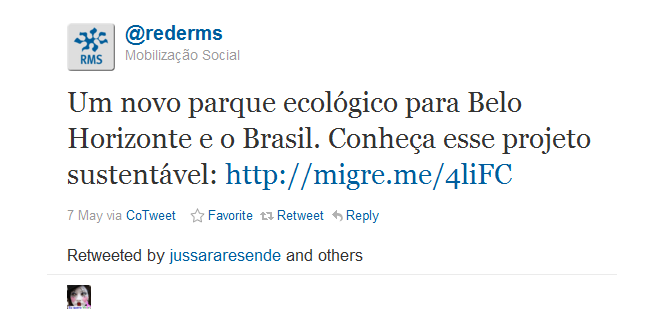 @rederms
RMS
Mobilização Social
Um novo parque ecológico para Belo
Horizonte e o Brasil. Conheça esse projeto
sustentável: http://migre.me/4liFC
7 May via CoTweet Favorite Retweet Reply
Retweeted by jussararesende and others